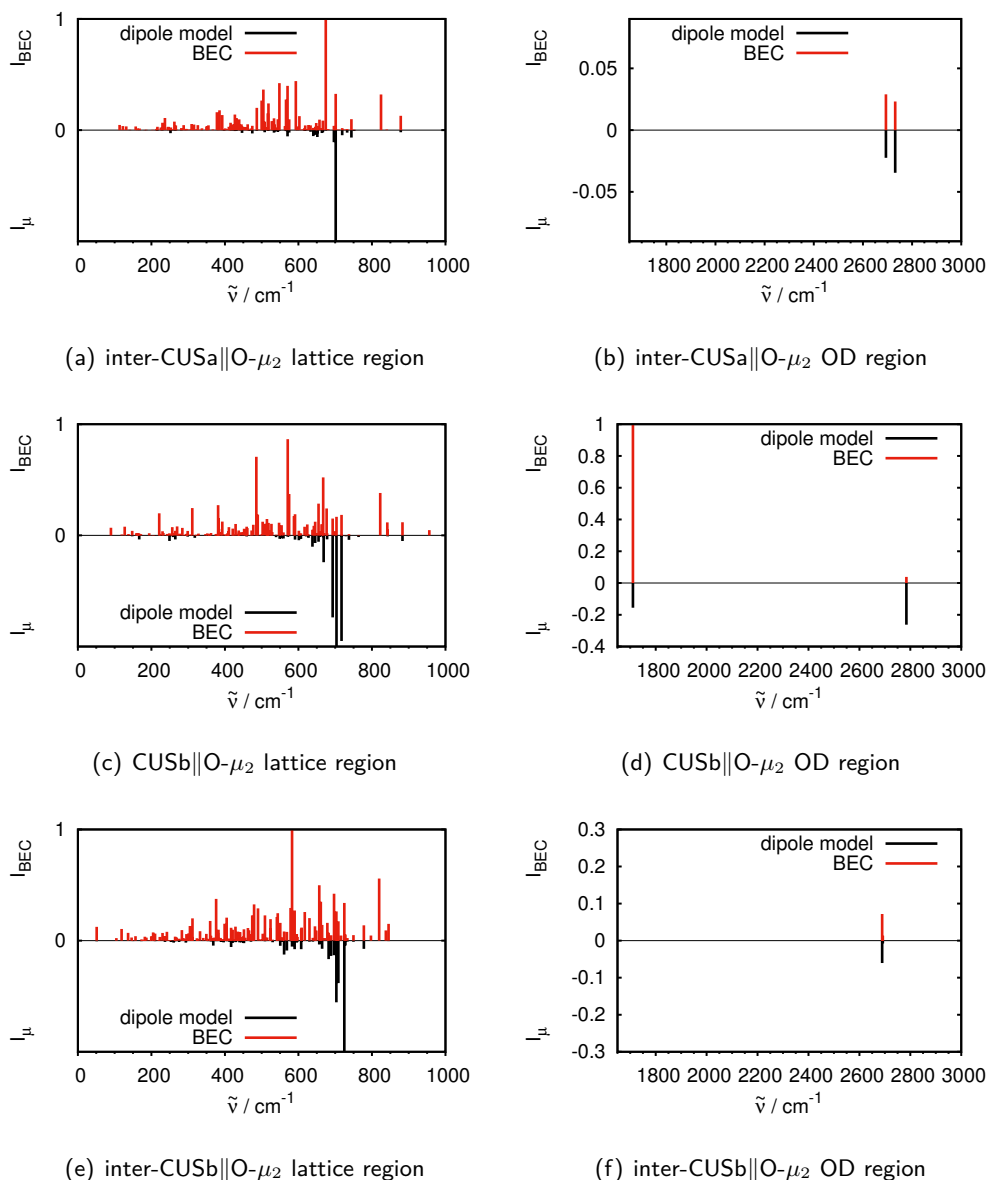 dipole model
BEC
I_BEC
1
0
I_μ
0 200 400 600 800 1000
ṽ / cm⁻¹
(a) inter-CUSa||O-μ₂ lattice region
dipole model
BEC
I_BEC
0.05
0
-0.05
I_μ
1800 2000 2200 2400 2600 2800 3000
ṽ / cm⁻¹
(b) inter-CUSa||O-μ₂ OD region
I_BEC
1
0
I_μ
dipole model
BEC
0 200 400 600 800 1000
ṽ / cm⁻¹
(c) CUSb||O-μ₂ lattice region
dipole model
BEC
I_BEC
1
0.8
0.6
0.4
0.2
0
-0.2
-0.4
I_μ
1800 2000 2200 2400 2600 2800 3000
ṽ / cm⁻¹
(d) CUSb||O-μ₂ OD region
I_BEC
1
0
I_μ
dipole model
BEC
0 200 400 600 800 1000
ṽ / cm⁻¹
(e) inter-CUSb||O-μ₂ lattice region
dipole model
BEC
I_BEC
0.3
0.2
0.1
0
-0.1
-0.2
-0.3
I_μ
1800 2000 2200 2400 2600 2800 3000
ṽ / cm⁻¹
(f) inter-CUSb||O-μ₂ OD region